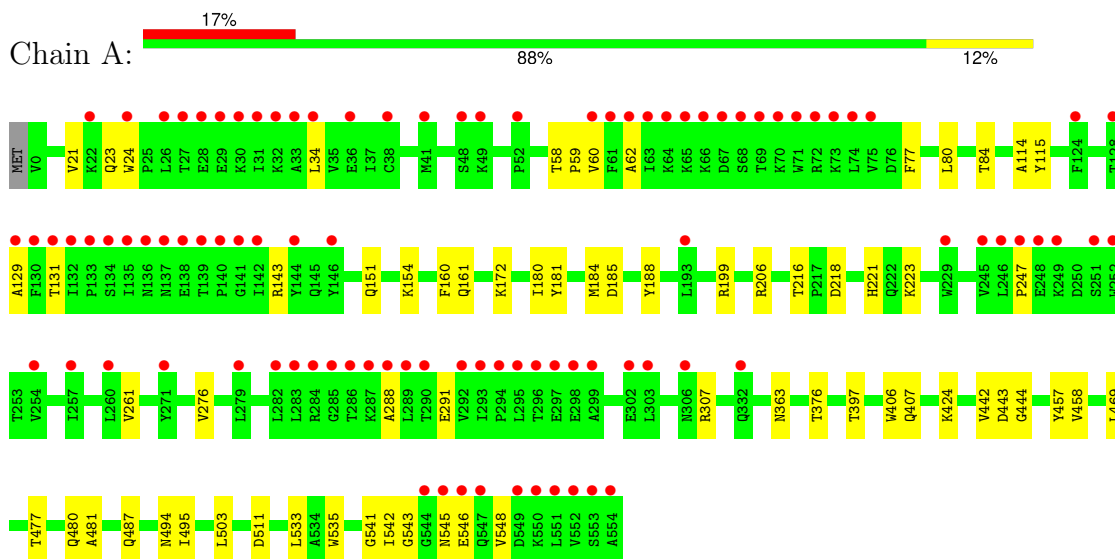 17%
Chain A:
88% 12%
MET V0 V21 K22 Q23 W24 P25 L26 T27 E28 E29 K30 I31 K32 A33 L34 V35 E36 I37 C38 M41 S48 K49 P52 T58 P59 V60 F61 A62 I63 K64 K65 K66 D67 S68 T69 K70 W71 R72 K73 L74 V75 D76 F77 L80 T84 A114 Y115 F124 T128
A129 F130 T131 I132 P133 S134 I135 N136 N137 E138 T139 P140 G141 I142 R143 Y144 Q145 Y146 Q151 K154 F160 Q161 K172 I180 Y181 M184 D185 Y188 L193 R199 R206 T216 P217 D218 H221 Q222 K223 W229 V245 L246 P247 E248 K249 D250 S251 W252
T253 V254 I257 L260 V261 Y271 V276 L279 L282 L283 R284 G285 T286 K287 A288 L289 T290 E291 V292 I293 P294 L295 T296 E297 E298 A299 E302 L303 N306 R307 Q332 N363 T376 T397 W406 Q407 K424 V442 D443 G444 Y457 V458 L469
T477 Q480 A481 Q487 N494 I495 L503 D511 L533 A534 W535 G541 I542 G543 G544 N545 E546 Q547 V548 D549 K550 L551 V552 S553 A554